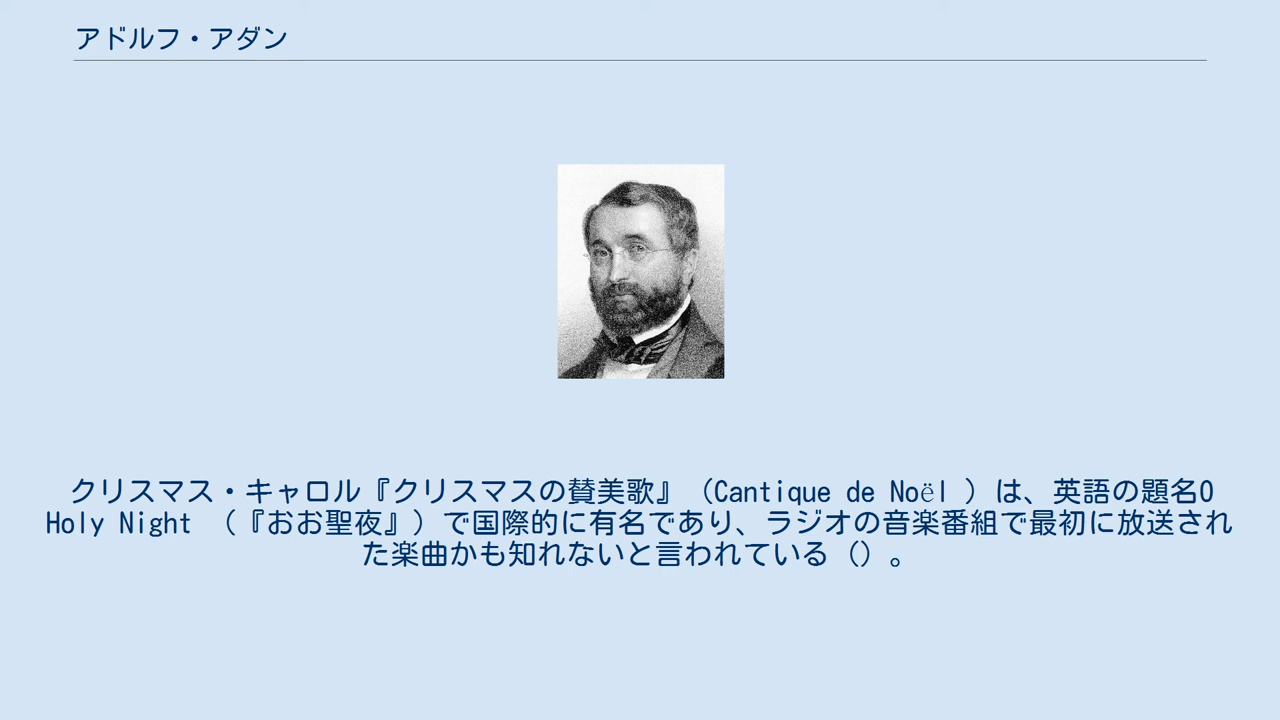 アドルフ・アダン
クリスマス・キャロル『クリスマスの賛美歌』（Cantique de Noël ）は、英語の題名O
Holy Night （『おお聖夜』）で国際的に有名であり、ラジオの音楽番組で最初に放送され
た楽曲かも知れないと言われている（）。